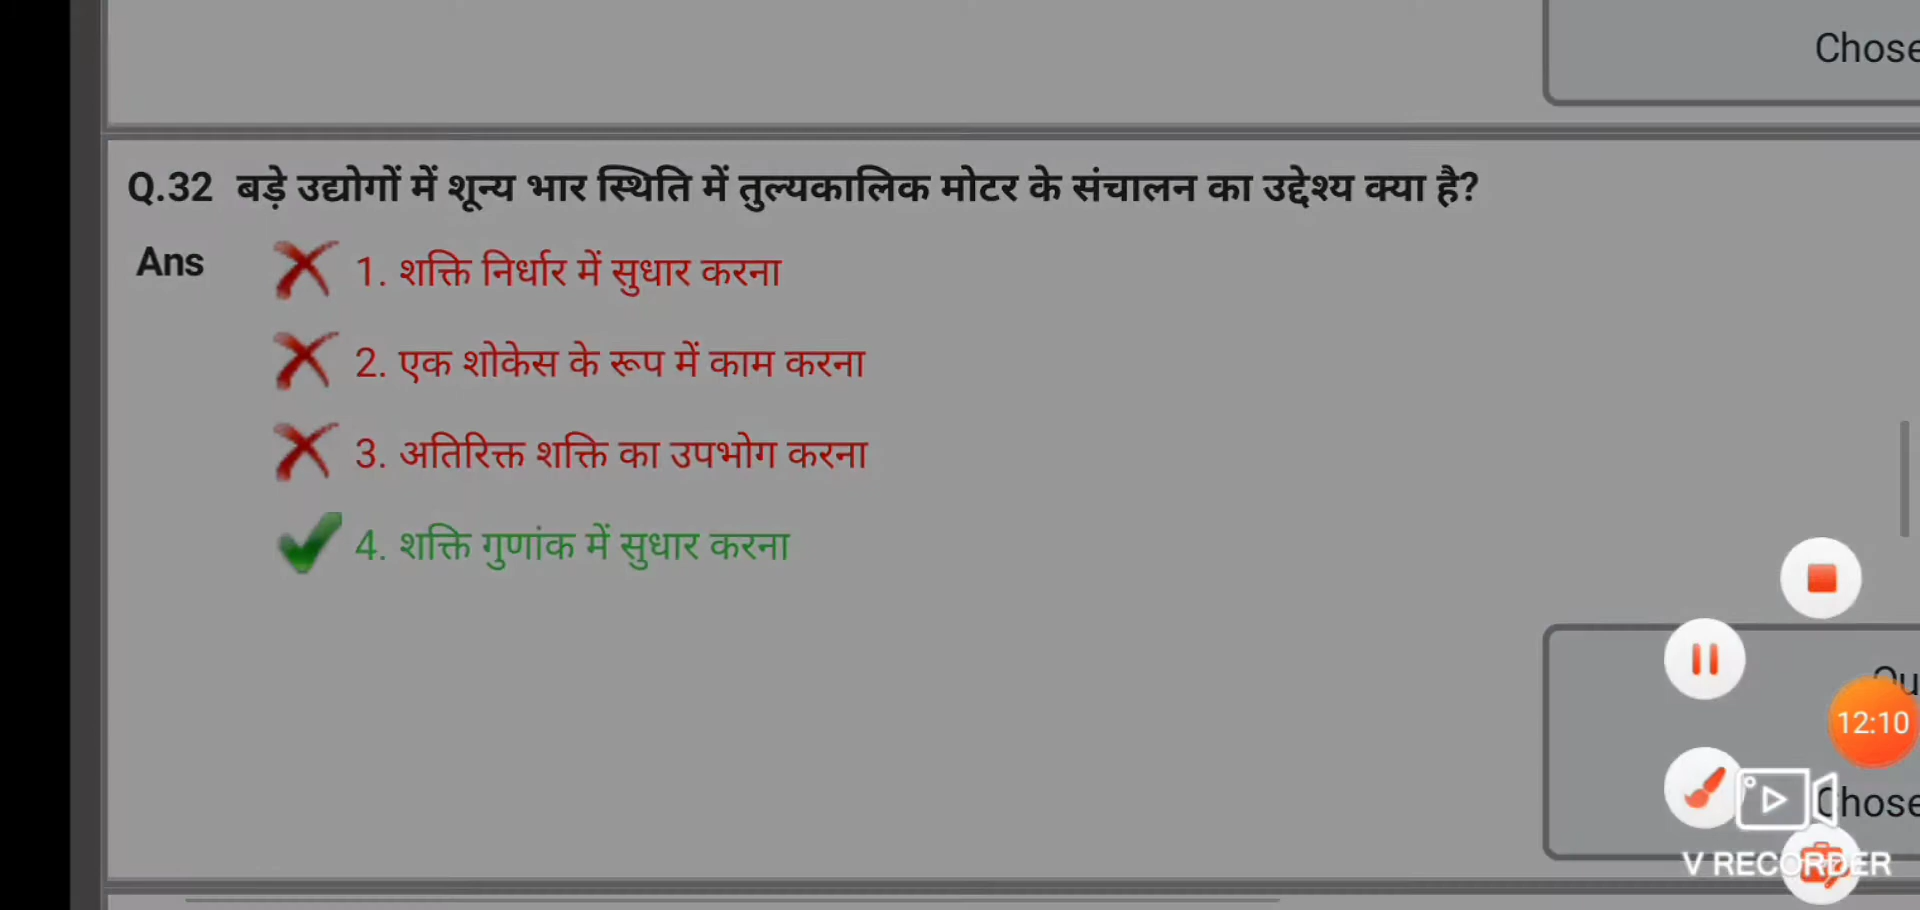 Chose
Q.32 बड़े उद्योगों में शून्य भार स्थिति में तुल्यकालिक मोटर के संचालन का उद्देश्य क्या है?
Ans 1. शक्ति निर्धार में सुधार करना
2. एक शोकेस के रूप में काम करना
3. अतिरिक्त शक्ति का उपभोग करना
4. शक्ति गुणांक में सुधार करना
Qu
12:10
Chose
V RECORDER